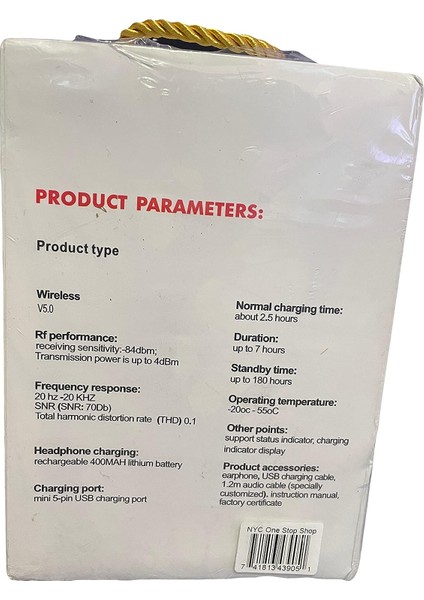 PRODUCT PARAMETERS:
Product type
Wireless
V5.0
Rf performance:
receiving sensitivity:-84dbm;
Transmission power is up to 4dBm
Frequency response:
20 hz -20 KHZ
SNR (SNR: 70Db)
Total harmonic distortion rate (THD) 0.1
Headphone charging:
rechargeable 400MAH lithium battery
Charging port:
mini 5-pin USB charging port
Normal charging time:
about 2.5 hours
Duration:
up to 7 hours
Standby time:
up to 180 hours
Operating temperature:
-20oc - 55oC
Other points:
support status indicator, charging
indicator display
Product accessories:
earphone, USB charging cable,
1.2m audio cable (specially
customized), instruction manual,
factory certificate
NYC One Stop Shop
7 41813 43905 1